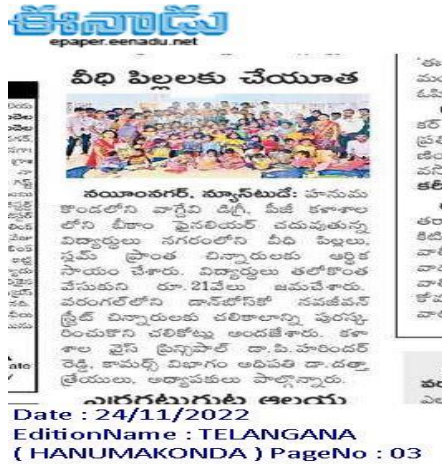 ఈనాడు
epaper.eenadu.net
వీధి పిల్లలకు చేయూత
నయీంనగర్, న్యూస్‌టుడే: హనుమ
కొండలోని వాగ్దేవి డిగ్రీ, పీజీ కళాశాల
లో బీకాం ఫైనలియర్ చదువుతున్న
విద్యార్థులు నగరంలోని వీధి పిల్లలు,
స్లమ్ ప్రాంత చిన్నారులకు ఆర్థిక
సాయం చేశారు. విద్యార్థులు తలోకొంత
వేసుకుని రూ.21వేలు జమచేశారు.
వరంగల్‌లోని డాన్‌బోస్‌కో నవజీవన్
స్ట్రీట్ చిన్నారులకు చలికాలాన్ని పురస్క
రించుకొని చలికోట్లు అందజేశారు. కళా
శాల వైస్ ప్రిన్సిపాల్ డా.పి.హరిందర్
రెడ్డి, కామర్స్ విభాగం అధిపతి డా.దత్తా
త్రేయులు, అధ్యాపకులు పాల్గొన్నారు.
Date : 24/11/2022
EditionName : TELANGANA
( HANUMAKONDA ) PageNo : 03